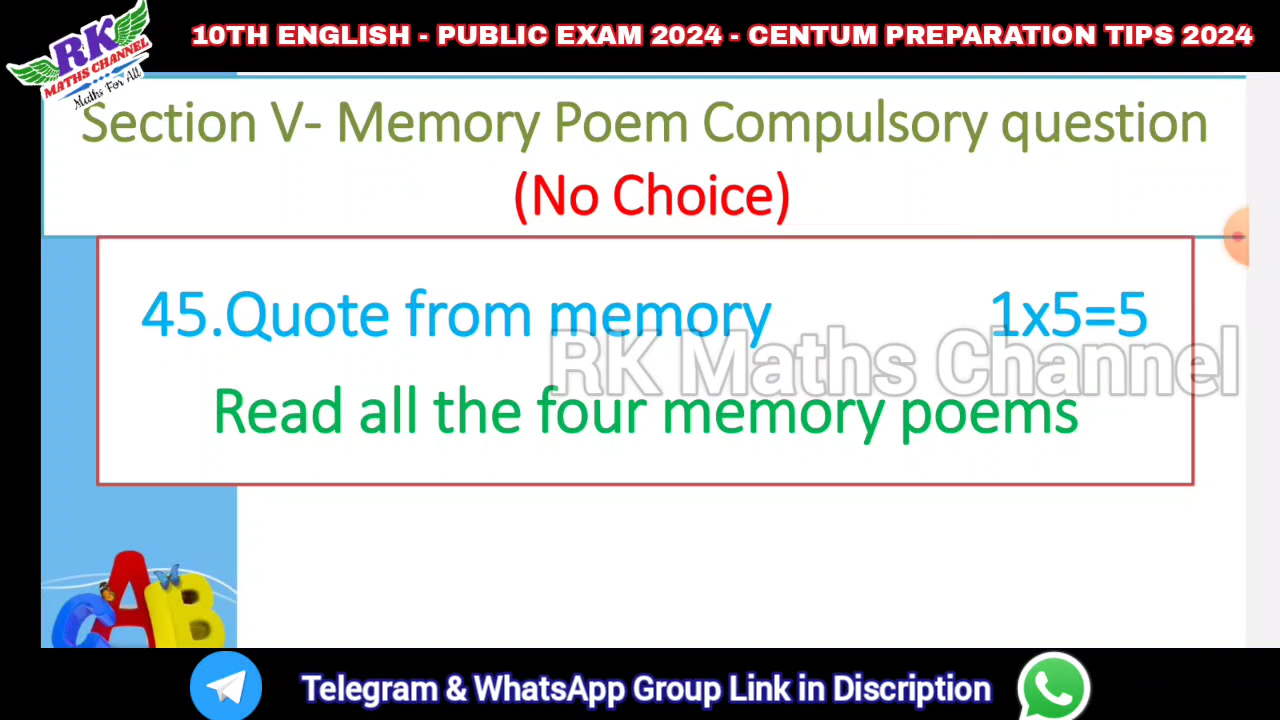 RK
MATHS CHANNEL
Maths For All
10TH ENGLISH - PUBLIC EXAM 2024 - CENTUM PREPARATION TIPS 2024
Section V- Memory Poem Compulsory question
(No Choice)
45.Quote from memory 1x5=5
RK Maths Channel
Read all the four memory poems
CAB
Telegram & WhatsApp Group Link in Discription